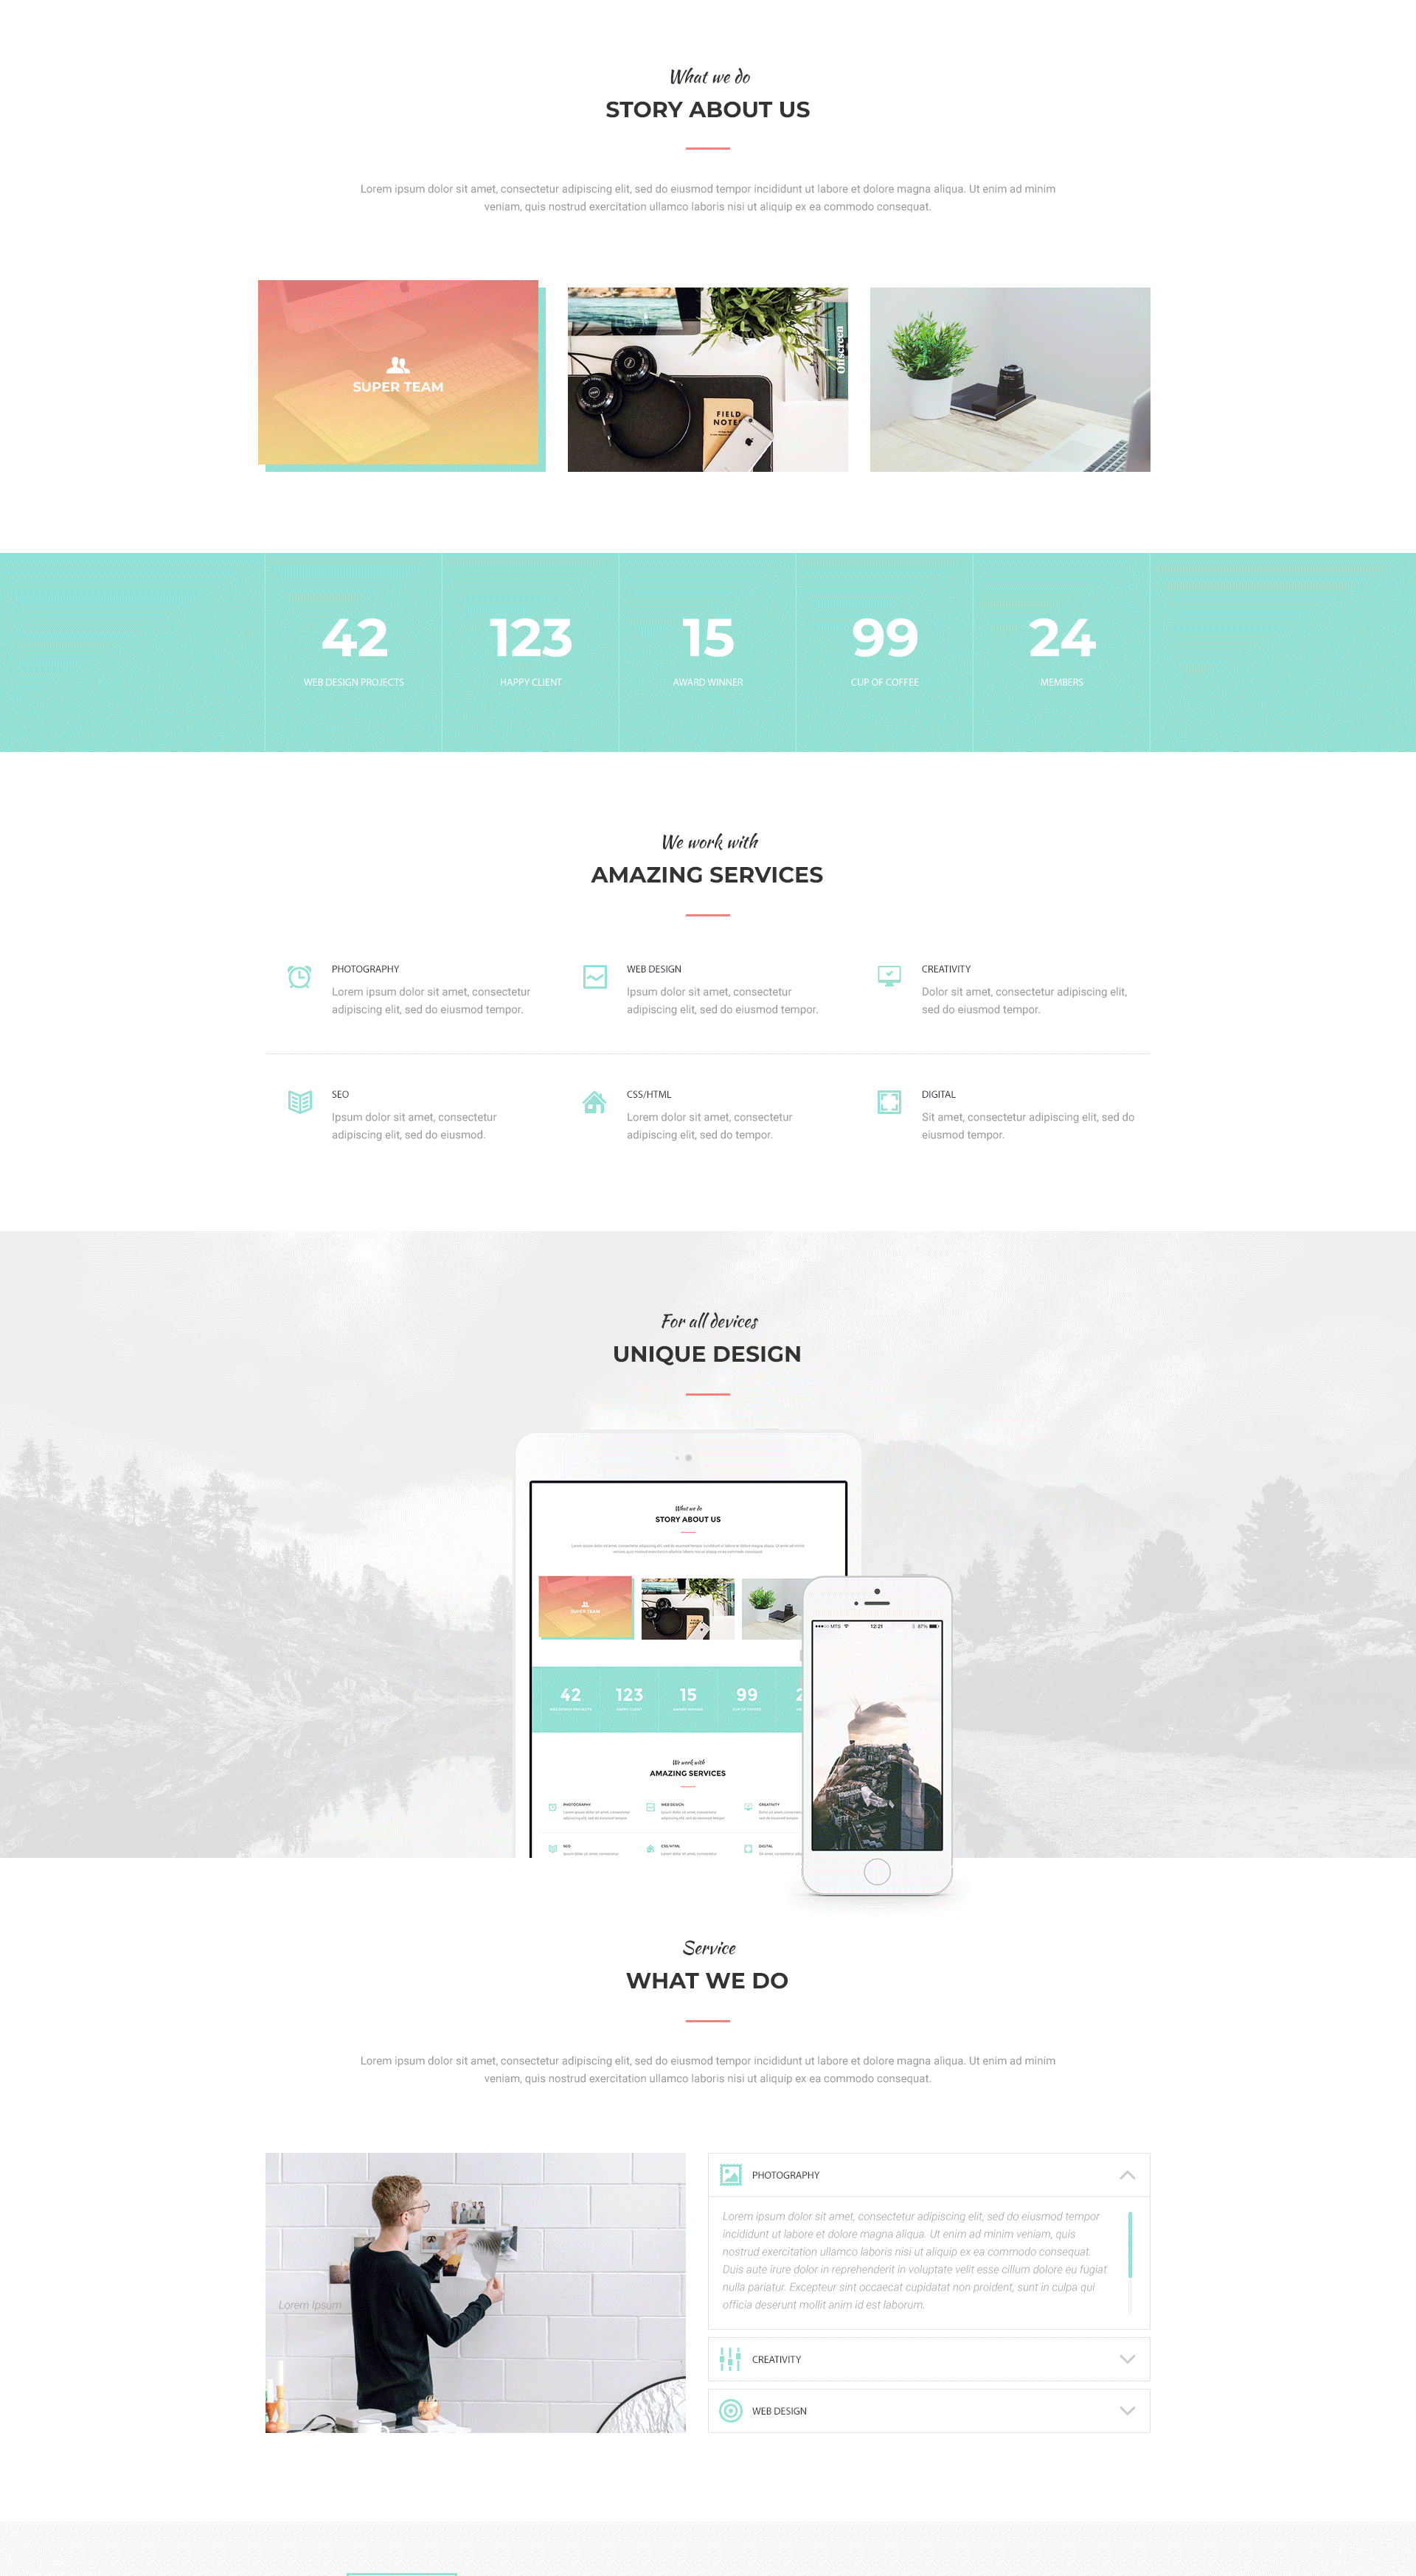 What we do
STORY ABOUT US
Lorem ipsum dolor sit amet, consectetur adipiscing elit, sed do eiusmod tempor incididunt ut labore et dolore magna aliqua. Ut enim ad minim
veniam, quis nostrud exercitation ullamco laboris nisi ut aliquip ex ea commodo consequat.
SUPER TEAM
Offscreen
FIELD
NOTES
42
WEB DESIGN PROJECTS
123
HAPPY CLIENT
15
AWARD WINNER
99
CUP OF COFFEE
24
MEMBERS
We work with
AMAZING SERVICES
PHOTOGRAPHY
Lorem ipsum dolor sit amet, consectetur
adipiscing elit, sed do eiusmod tempor.
WEB DESIGN
Ipsum dolor sit amet, consectetur
adipiscing elit, sed do eiusmod tempor.
CREATIVITY
Dolor sit amet, consectetur adipiscing elit,
sed do eiusmod tempor.
SEO
Ipsum dolor sit amet, consectetur
adipiscing elit, sed do eiusmod.
CSS/HTML
Lorem dolor sit amet, consectetur
adipiscing elit, sed do tempor.
DIGITAL
Sit amet, consectetur adipiscing elit, sed do
eiusmod tempor.
For all devices
UNIQUE DESIGN
What we do
STORY ABOUT US
SUPER TEAM
42
123
15
99
We work with
AMAZING SERVICES
PHOTOGRAPHY
WEB DESIGN
CREATIVITY
SEO
CSS/HTML
DIGITAL
MTS
12:21
87%
Service
WHAT WE DO
Lorem ipsum dolor sit amet, consectetur adipiscing elit, sed do eiusmod tempor incididunt ut labore et dolore magna aliqua. Ut enim ad minim
veniam, quis nostrud exercitation ullamco laboris nisi ut aliquip ex ea commodo consequat.
Lorem Ipsum
PHOTOGRAPHY
Lorem ipsum dolor sit amet, consectetur adipiscing elit, sed do eiusmod tempor
incididunt ut labore et dolore magna aliqua. Ut enim ad minim veniam, quis
nostrud exercitation ullamco laboris nisi ut aliquip ex ea commodo consequat.
Duis aute irure dolor in reprehenderit in voluptate velit esse cillum dolore eu fugiat
nulla pariatur. Excepteur sint occaecat cupidatat non proident, sunt in culpa qui
officia deserunt mollit anim id est laborum.
CREATIVITY
WEB DESIGN